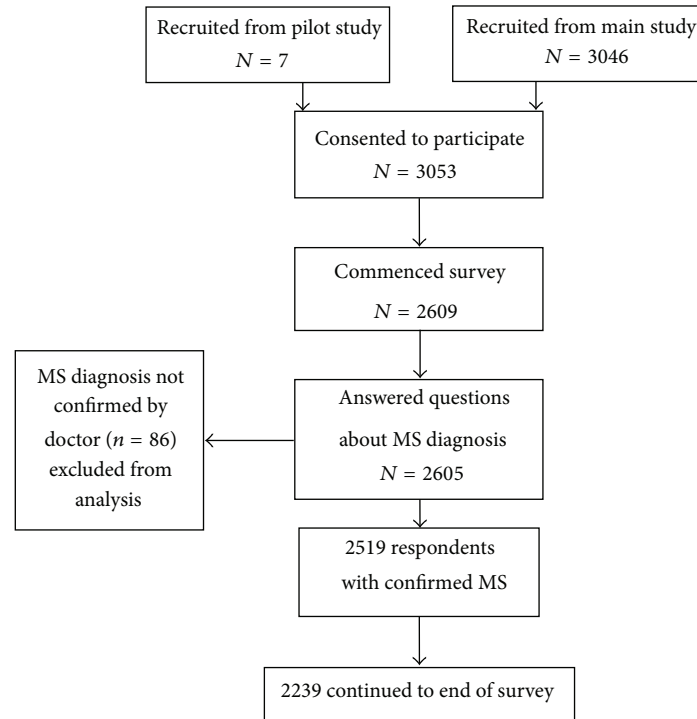 Recruited from pilot study
N = 7
Recruited from main study
N = 3046
Consented to participate
N = 3053
Commenced survey
N = 2609
MS diagnosis not
confirmed by
doctor (n = 86)
excluded from
analysis
Answered questions
about MS diagnosis
N = 2605
2519 respondents
with confirmed MS
2239 continued to end of survey